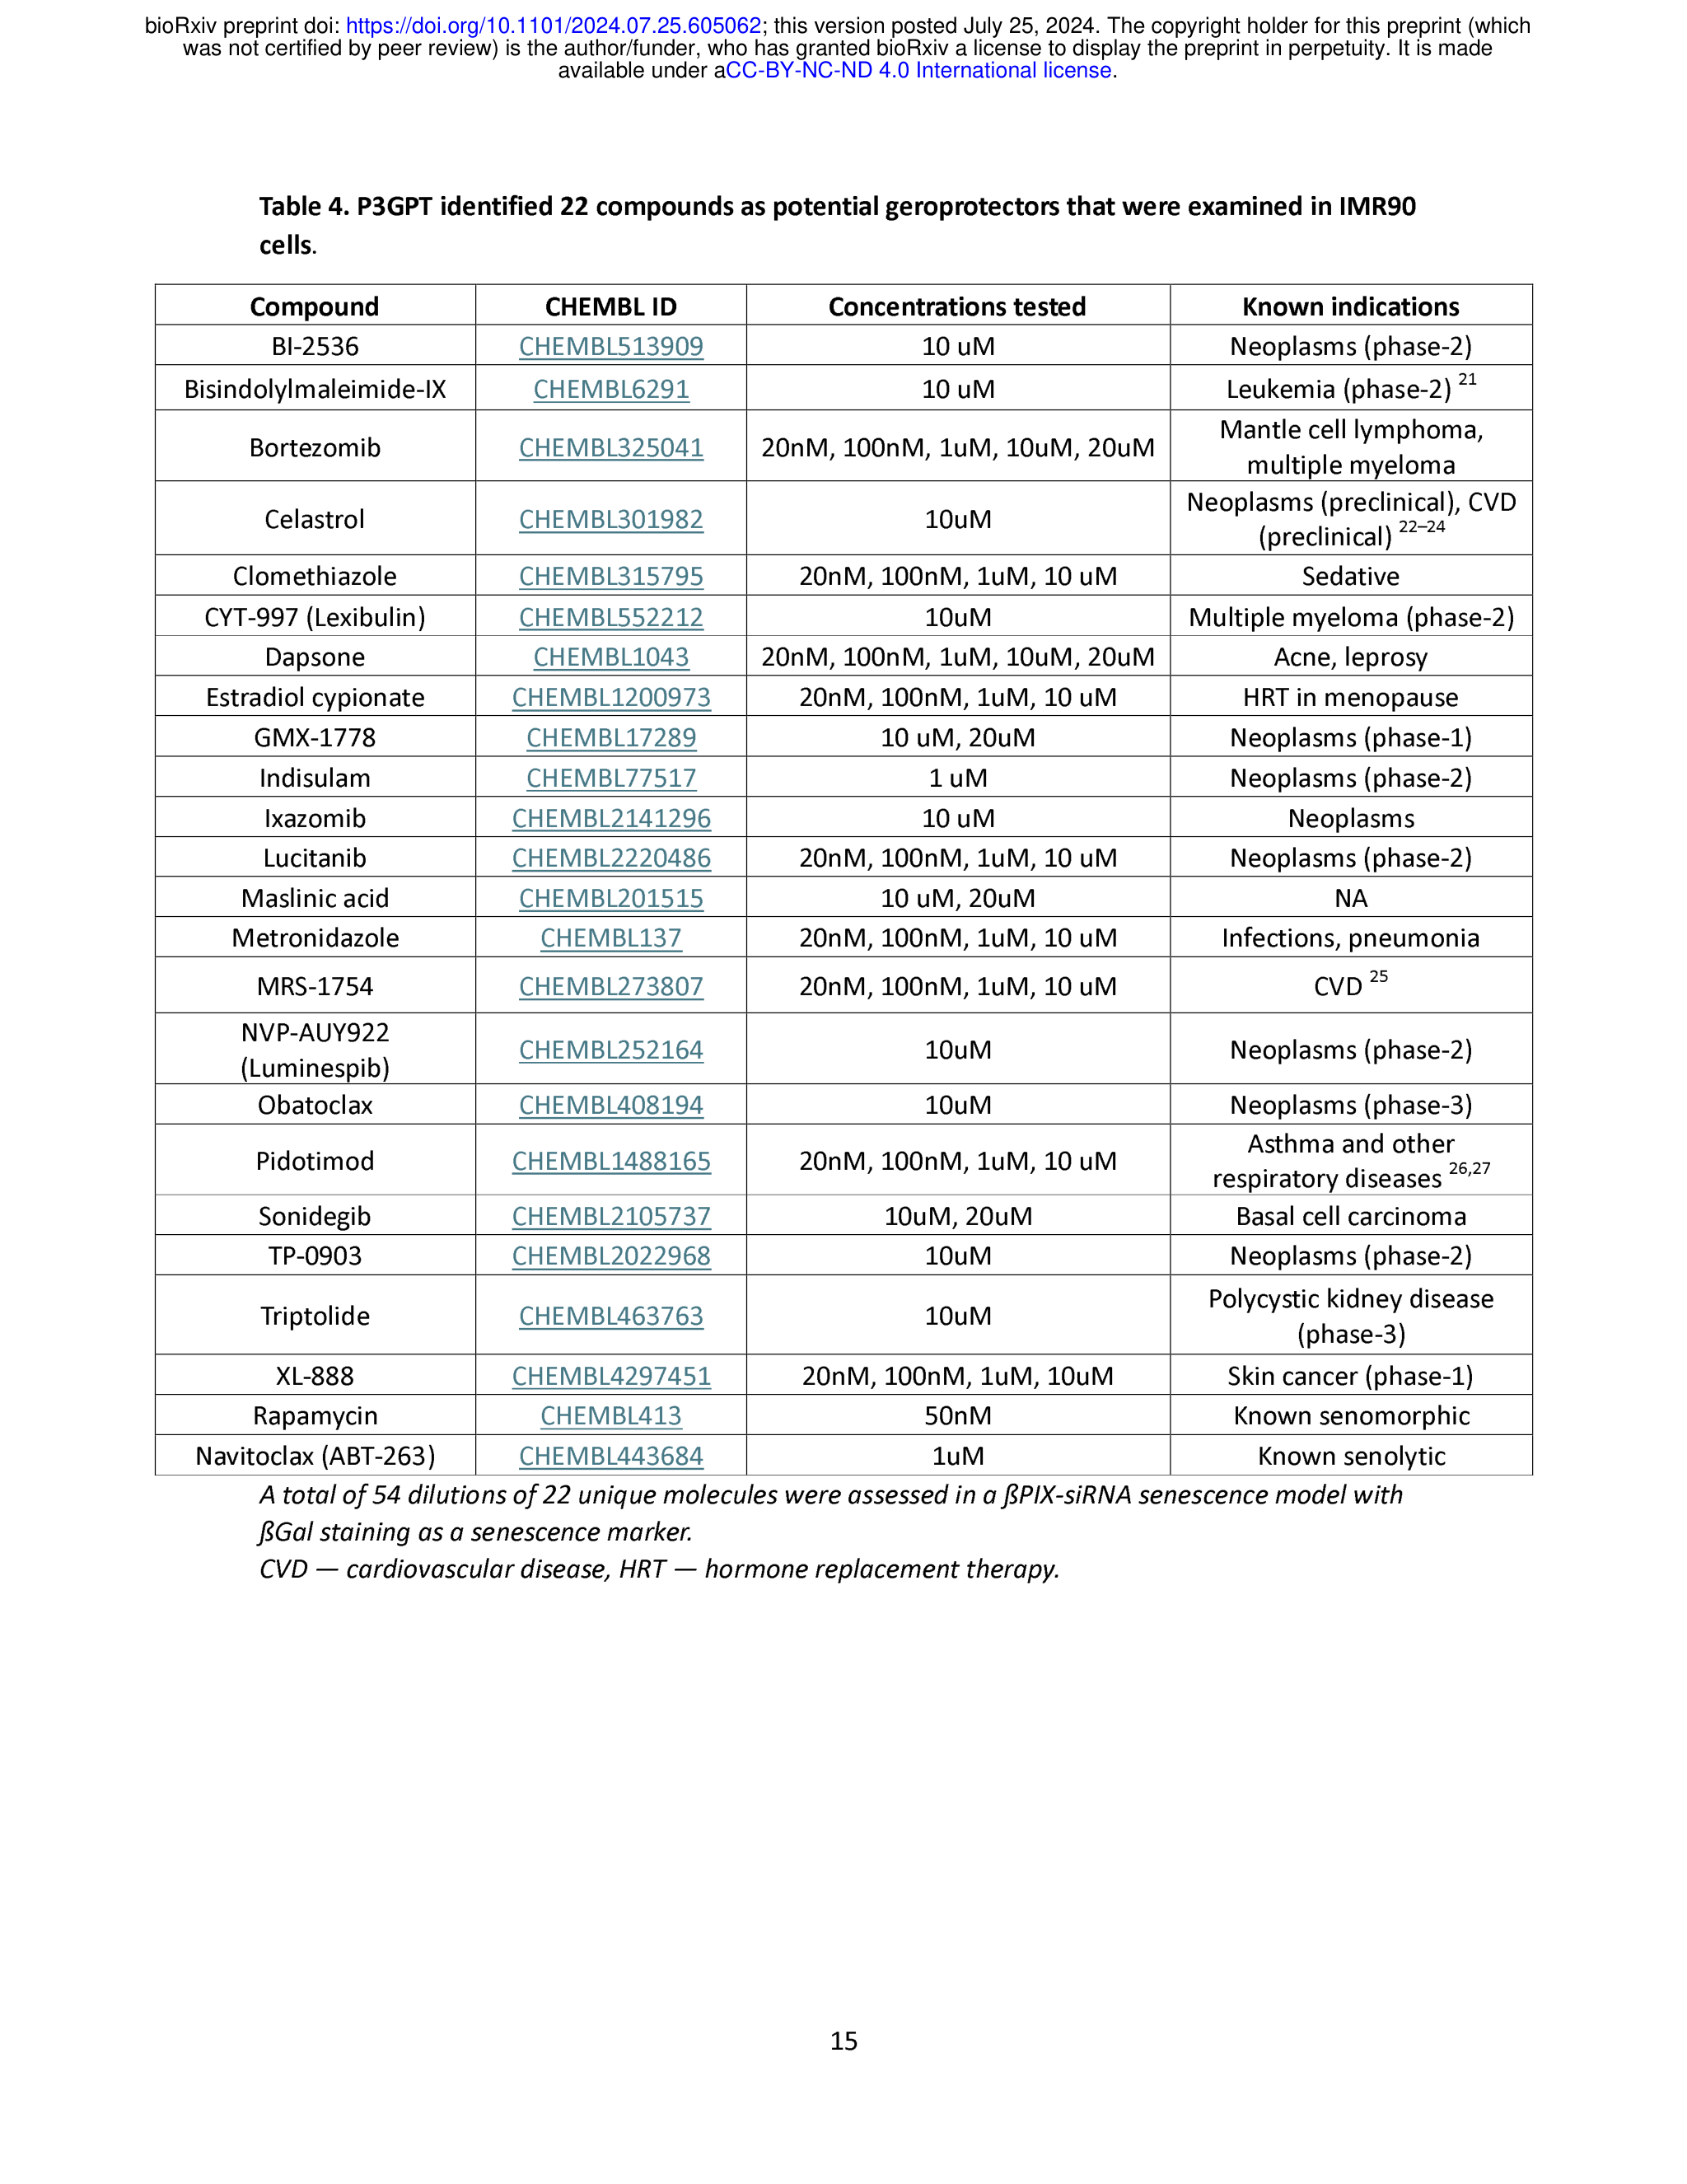 bioRxiv preprint doi: https://doi.org/10.1101/2024.07.25.605062; this version posted July 25, 2024. The copyright holder for this preprint (which
was not certified by peer review) is the author/funder, who has granted bioRxiv a license to display the preprint in perpetuity. It is made
available under aCC-BY-NC-ND 4.0 International license.
Table 4. P3GPT identified 22 compounds as potential geroprotectors that were examined in IMR90
cells.
Compound CHEMBL ID Concentrations tested Known indications
BI-2536 CHEMBL513909 10 uM Neoplasms (phase-2)
Bisindolylmaleimide-IX CHEMBL6291 10 uM Leukemia (phase-2) 21
Bortezomib CHEMBL325041 20nM, 100nM, 1uM, 10uM, 20uM Mantle cell lymphoma,
multiple myeloma
Celastrol CHEMBL301982 10uM Neoplasms (preclinical), CVD
(preclinical) 22–24
Clomethiazole CHEMBL315795 20nM, 100nM, 1uM, 10 uM Sedative
CYT-997 (Lexibulin) CHEMBL552212 10uM Multiple myeloma (phase-2)
Dapsone CHEMBL1043 20nM, 100nM, 1uM, 10uM, 20uM Acne, leprosy
Estradiol cypionate CHEMBL1200973 20nM, 100nM, 1uM, 10 uM HRT in menopause
GMX-1778 CHEMBL17289 10 uM, 20uM Neoplasms (phase-1)
Indisulam CHEMBL77517 1 uM Neoplasms (phase-2)
Ixazomib CHEMBL2141296 10 uM Neoplasms
Lucitanib CHEMBL2220486 20nM, 100nM, 1uM, 10 uM Neoplasms (phase-2)
Maslinic acid CHEMBL201515 10 uM, 20uM NA
Metronidazole CHEMBL137 20nM, 100nM, 1uM, 10 uM Infections, pneumonia
MRS-1754 CHEMBL273807 20nM, 100nM, 1uM, 10 uM CVD 25
NVP-AUY922
(Luminespib) CHEMBL252164 10uM Neoplasms (phase-2)
Obatoclax CHEMBL408194 10uM Neoplasms (phase-3)
Pidotimod CHEMBL1488165 20nM, 100nM, 1uM, 10 uM Asthma and other
respiratory diseases 26,27
Sonidegib CHEMBL2105737 10uM, 20uM Basal cell carcinoma
TP-0903 CHEMBL2022968 10uM Neoplasms (phase-2)
Triptolide CHEMBL463763 10uM Polycystic kidney disease
(phase-3)
XL-888 CHEMBL4297451 20nM, 100nM, 1uM, 10uM Skin cancer (phase-1)
Rapamycin CHEMBL413 50nM Known senomorphic
Navitoclax (ABT-263) CHEMBL443684 1uM Known senolytic
A total of 54 dilutions of 22 unique molecules were assessed in a ßPIX-siRNA senescence model with
ßGal staining as a senescence marker.
CVD — cardiovascular disease, HRT — hormone replacement therapy.
15